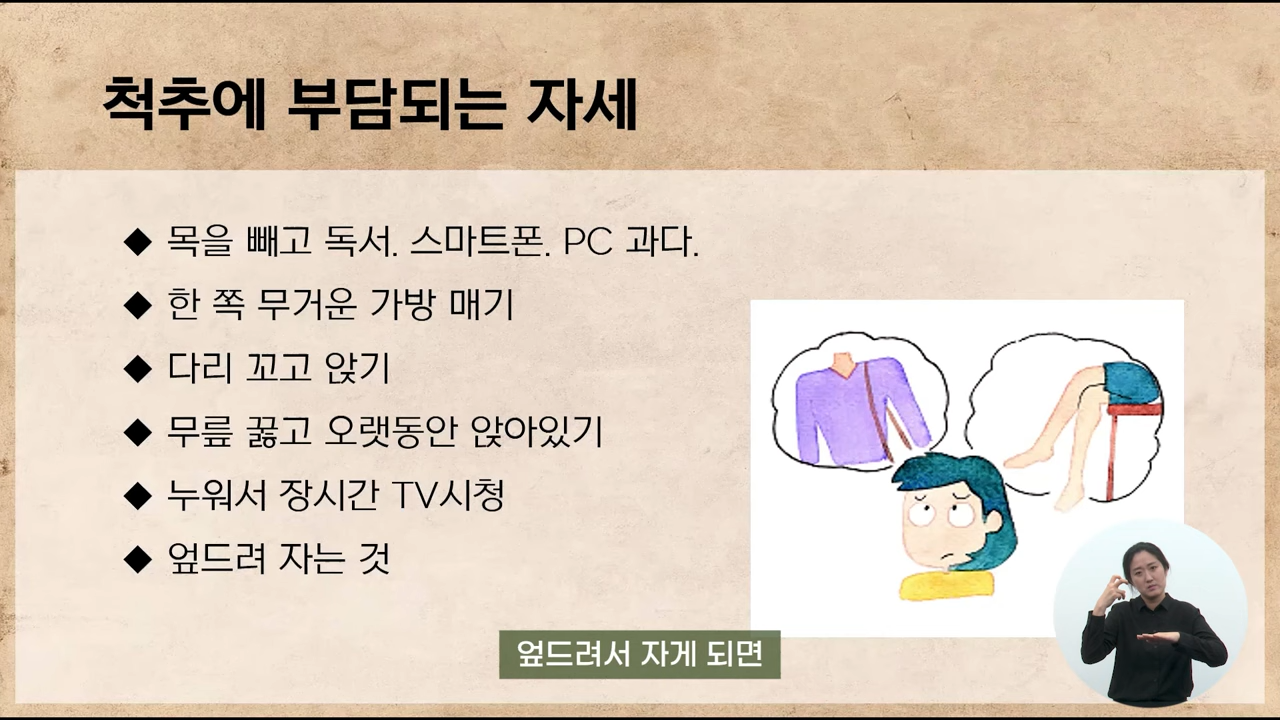 척추에 부담되는 자세
◆ 목을 빼고 독서. 스마트폰. PC 과다.
◆ 한 쪽 무거운 가방 매기
◆ 다리 꼬고 앉기
◆ 무릎 꿇고 오랫동안 앉아있기
◆ 누워서 장시간 TV시청
◆ 엎드려 자는 것
엎드려서 자게 되면